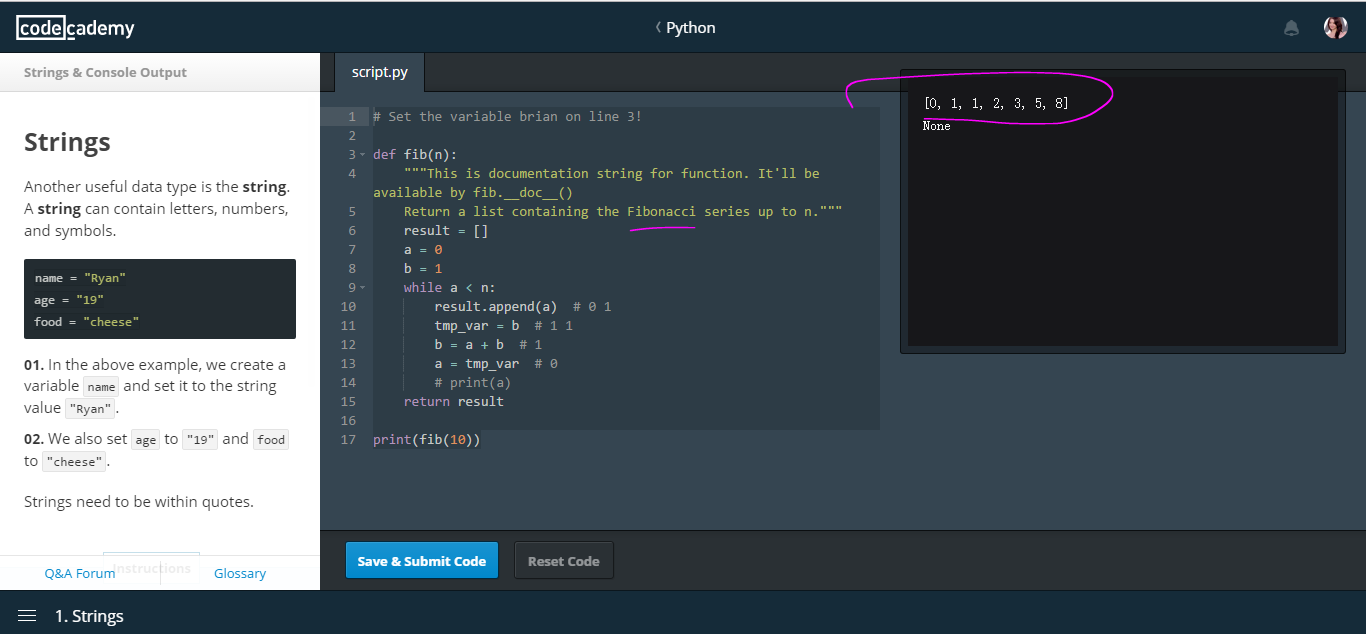 codecademy
Python
Strings & Console Output
script.py
Strings
Another useful data type is the string.
A string can contain letters, numbers,
and symbols.
name = "Ryan"
age = "19"
food = "cheese"
01. In the above example, we create a
variable name and set it to the string
value "Ryan".
02. We also set age to "19" and food
to "cheese".
Strings need to be within quotes.
Instructions
Q&A Forum
Glossary
1 # Set the variable brian on line 3!
2
3 def fib(n):
4     """This is documentation string for function. It'll be
available by fib.__doc__()
5     Return a list containing the Fibonacci series up to n."""
6     result = []
7     a = 0
8     b = 1
9     while a < n:
10         result.append(a)  # 0 1
11         tmp_var = b  # 1 1
12         b = a + b  # 1
13         a = tmp_var  # 0
14         # print(a)
15     return result
16
17 print(fib(10))
[0, 1, 1, 2, 3, 5, 8]
None
Save & Submit Code
Reset Code
1. Strings